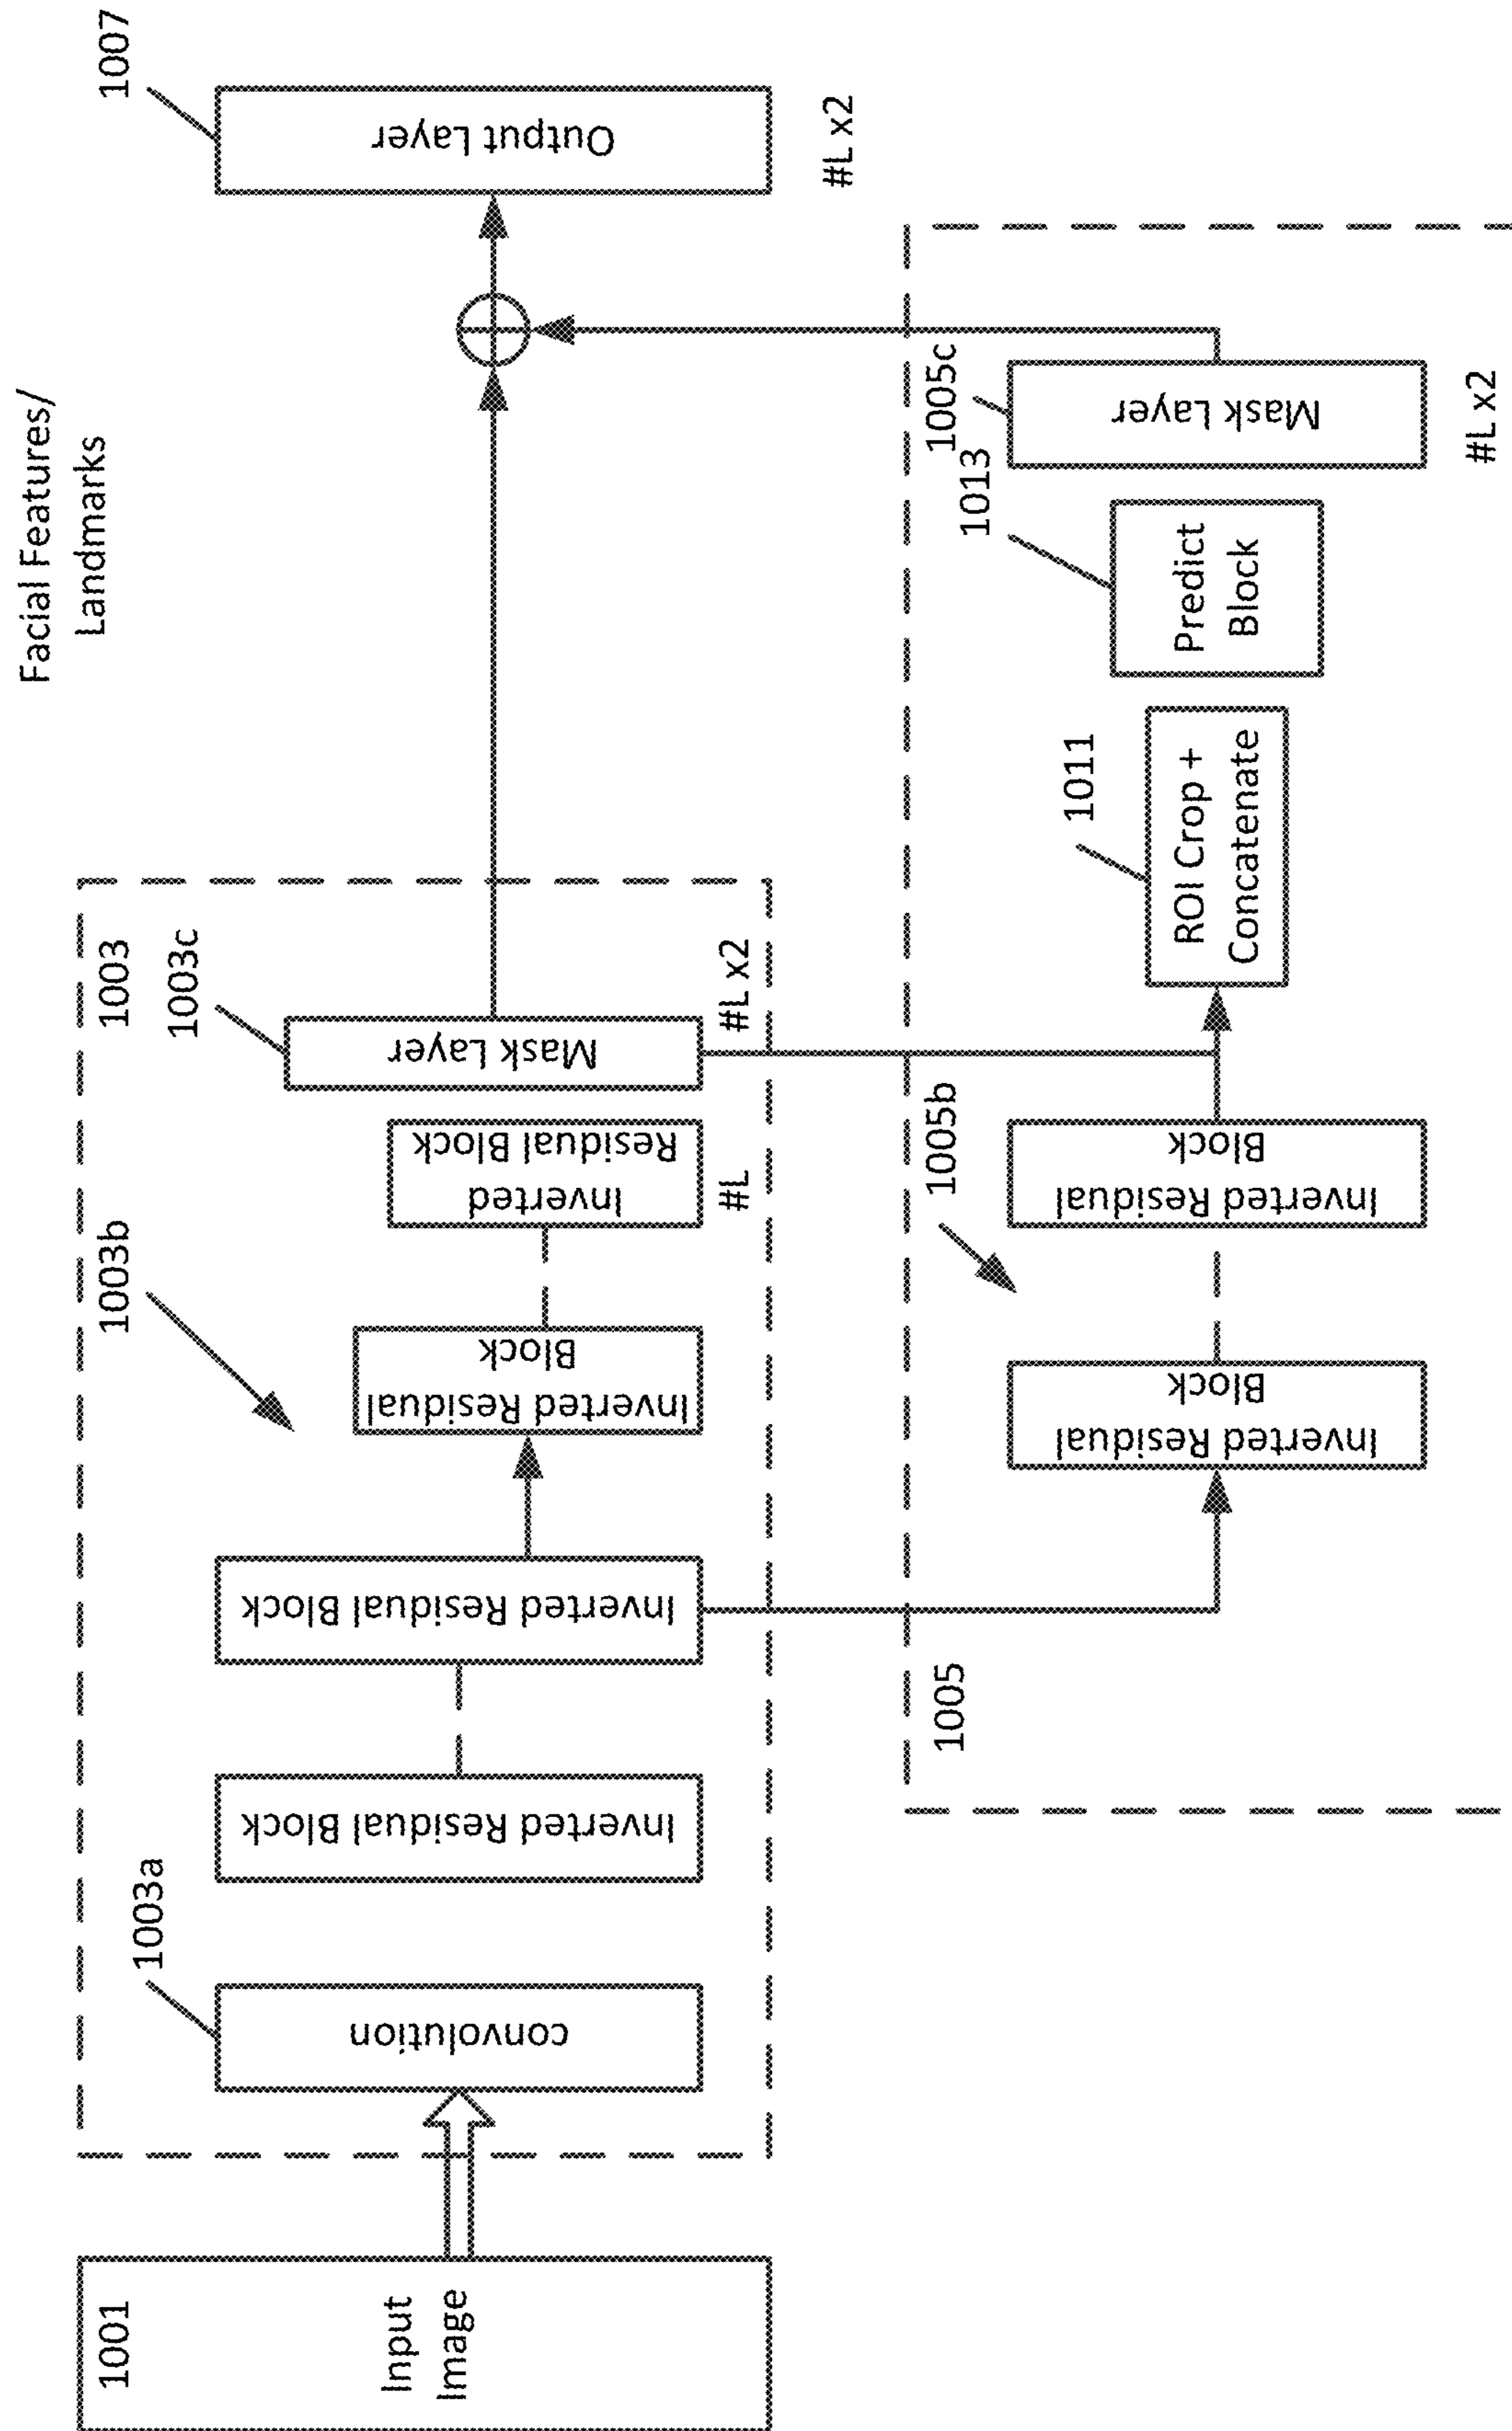 Facial Features/
Landmarks
1001
Input
Image
1003a
convolution
Inverted Residual Block
Inverted Residual Block
1003b
Inverted Residual
Block
Inverted
Residual Block
#L
1003
1003c
Mask Layer
#L x2
1007
Output Layer
#L x2
1005
Inverted Residual
Block
1005b
Inverted Residual
Block
1011
ROI Crop +
Concatenate
1013
Predict
Block
1005c
Mask Layer
#L x2